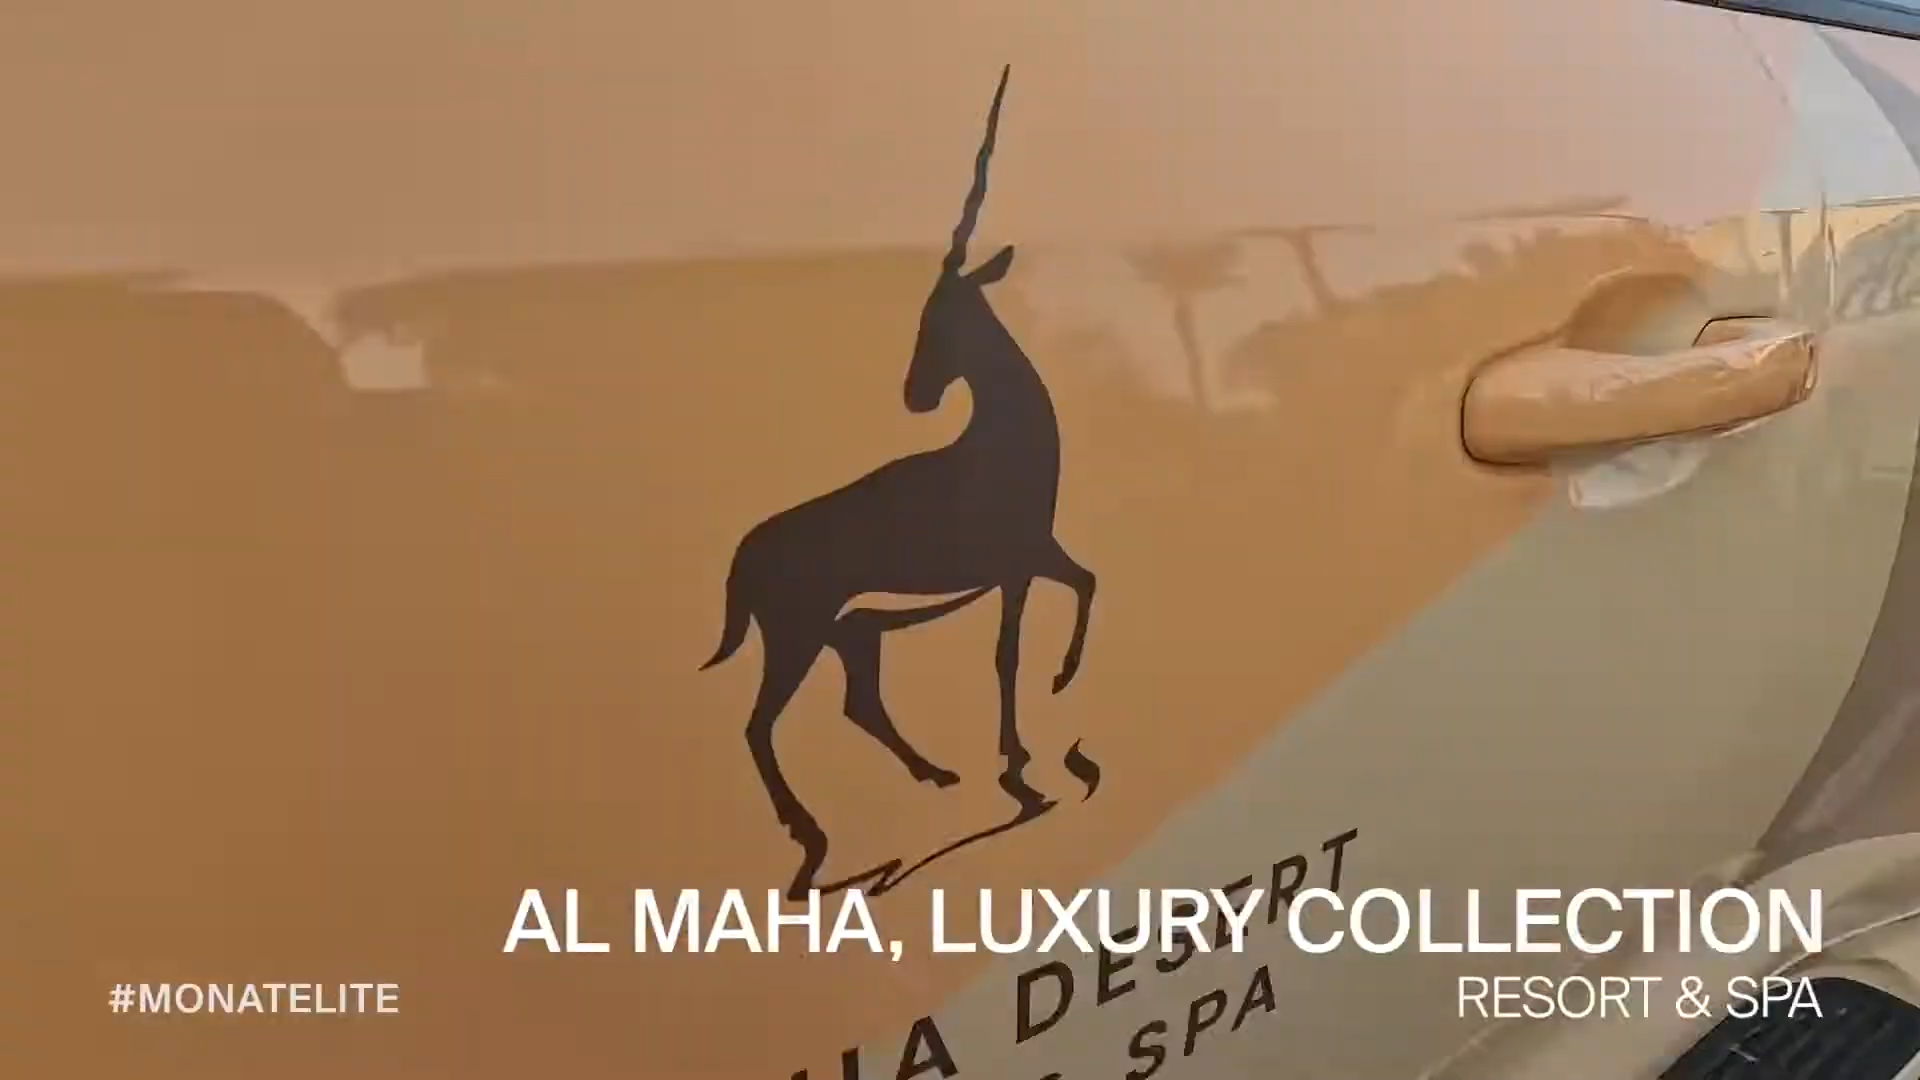 DESERT
SPA
AL MAHA, LUXURY COLLECTION
RESORT & SPA
#MONATELITE